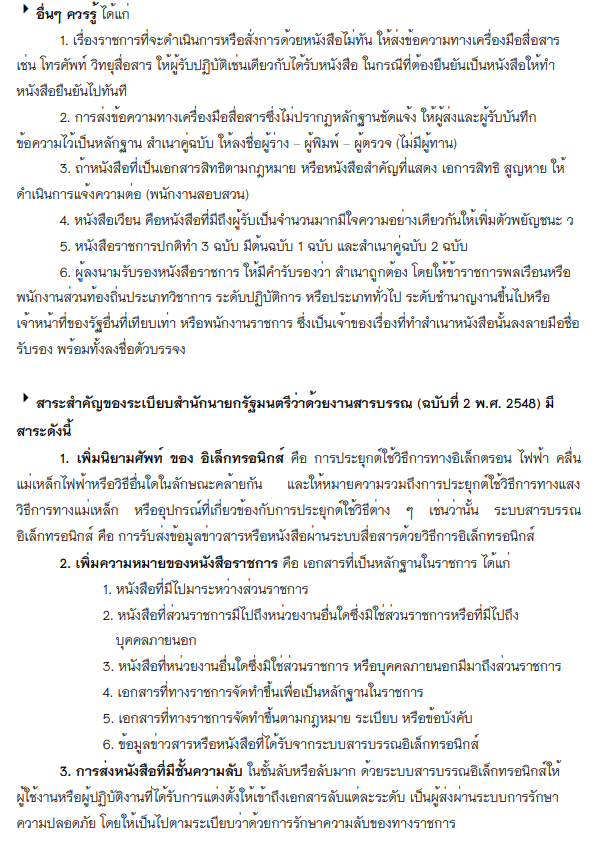 อื่นๆ ควรรู้ ได้แก่
1. เรื่องราชการที่จะดำเนินการหรือสั่งการด้วยหนังสือไม่ทัน ให้ส่งข้อความทางเครื่องมือสื่อสาร
เช่น โทรศัพท์ วิทยุสื่อสาร ให้ผู้รับปฏิบัติเช่นเดียวกับได้รับหนังสือ ในกรณีที่ต้องยืนยันเป็นหนังสือให้ทำ
หนังสือยืนยันไปทันที
2. การส่งข้อความทางเครื่องมือสื่อสารซึ่งไม่ปรากฏหลักฐานชัดแจ้ง ให้ผู้ส่งและผู้รับบันทึก
ข้อความไว้เป็นหลักฐาน สำเนาคู่ฉบับ ให้ลงชื่อผู้ร่าง – ผู้พิมพ์ – ผู้ตรวจ (ไม่มีผู้ทาน)
3. ถ้าหนังสือที่เป็นเอกสารสิทธิตามกฎหมาย หรือหนังสือสำคัญที่แสดง เอการสิทธิ สูญหาย ให้
ดำเนินการแจ้งความต่อ (พนักงานสอบสวน)
4. หนังสือเวียน คือหนังสือที่มีถึงผู้รับเป็นจำนวนมากมีใจความอย่างเดียวกันให้เพิ่มตัวพยัญชนะ ว
5. หนังสือราชการปกติทำ 3 ฉบับ มีต้นฉบับ 1 ฉบับ และสำเนาคู่ฉบับ 2 ฉบับ
6. ผู้ลงนามรับรองหนังสือราชการ ให้มีคำรับรองว่า สำเนาถูกต้อง โดยให้ข้าราชการพลเรือนหรือ
พนักงานส่วนท้องถิ่นประเภทวิชาการ ระดับปฏิบัติการ หรือประเภททั่วไป ระดับชำนาญงานขึ้นไปหรือ
เจ้าหน้าที่ของรัฐอื่นที่เทียบเท่า หรือพนักงานราชการ ซึ่งเป็นเจ้าของเรื่องที่ทำสำเนาหนังสือนั้นลงลายมือชื่อ
รับรอง พร้อมทั้งลงชื่อตัวบรรจง
สาระสำคัญของระเบียบสำนักนายกรัฐมนตรีว่าด้วยงานสารบรรณ (ฉบับที่ 2 พ.ศ. 2548) มี
สาระดังนี้
1. เพิ่มนิยามศัพท์ ของ อิเล็กทรอนิกส์ คือ การประยุกต์ใช้วิธีการทางอิเล็กตรอน ไฟฟ้า คลื่น
แม่เหล็กไฟฟ้าหรือวิธีอื่นใดในลักษณะคล้ายกัน และให้หมายความรวมถึงการประยุกต์ใช้วิธีการทางแสง
วิธีการทางแม่เหล็ก หรืออุปกรณ์ที่เกี่ยวข้องกับการประยุกต์ใช้วิธีต่าง ๆ เช่นว่านั้น ระบบสารบรรณ
อิเล็กทรอนิกส์ คือ การรับส่งข้อมูลข่าวสารหรือหนังสือผ่านระบบสื่อสารด้วยวิธีการอิเล็กทรอนิกส์
2. เพิ่มความหมายของหนังสือราชการ คือ เอกสารที่เป็นหลักฐานในราชการ ได้แก่
1. หนังสือที่มีไปมาระหว่างส่วนราชการ
2. หนังสือที่ส่วนราชการมีไปถึงหน่วยงานอื่นใดซึ่งมิใช่ส่วนราชการหรือที่มีไปถึง
บุคคลภายนอก
3. หนังสือที่หน่วยงานอื่นใดซึ่งมิใช่ส่วนราชการ หรือบุคคลภายนอกมีมาถึงส่วนราชการ
4. เอกสารที่ทางราชการจัดทำขึ้นเพื่อเป็นหลักฐานในราชการ
5. เอกสารที่ทางราชการจัดทำขึ้นตามกฎหมาย ระเบียบ หรือข้อบังคับ
6. ข้อมูลข่าวสารหรือหนังสือที่ได้รับจากระบบสารบรรณอิเล็กทรอนิกส์
3. การส่งหนังสือที่มีชั้นความลับ ในชั้นลับหรือลับมาก ด้วยระบบสารบรรณอิเล็กทรอนิกส์ให้
ผู้ใช้งานหรือผู้ปฏิบัติงานที่ได้รับการแต่งตั้งให้เข้าถึงเอกสารลับแต่ละระดับ เป็นผู้ส่งผ่านระบบการรักษา
ความปลอดภัย โดยให้เป็นไปตามระเบียบว่าด้วยการรักษาความลับของทางราชการ